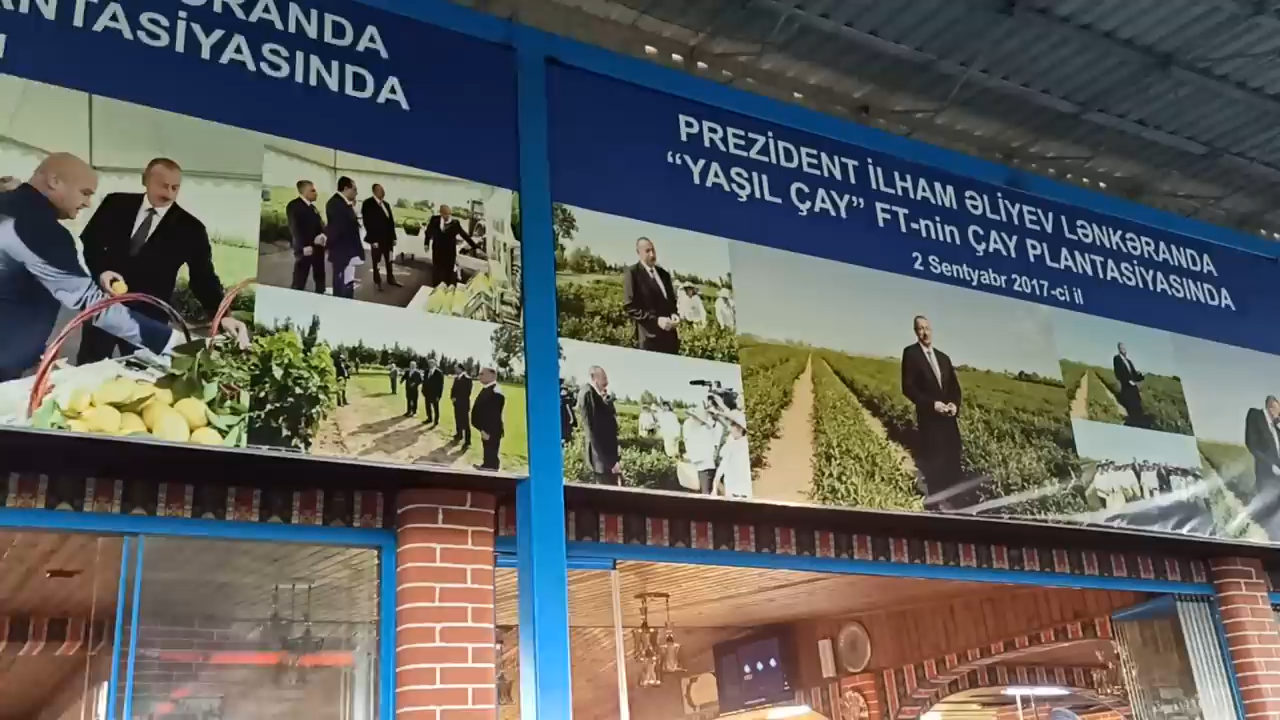 PLANTASİYASINDA
PREZİDENT İLHAM ƏLİYEV LƏNKƏRANDA
“YAŞIL ÇAY” FT-nin ÇAY PLANTASİYASINDA
2 Sentyabr 2017-ci il